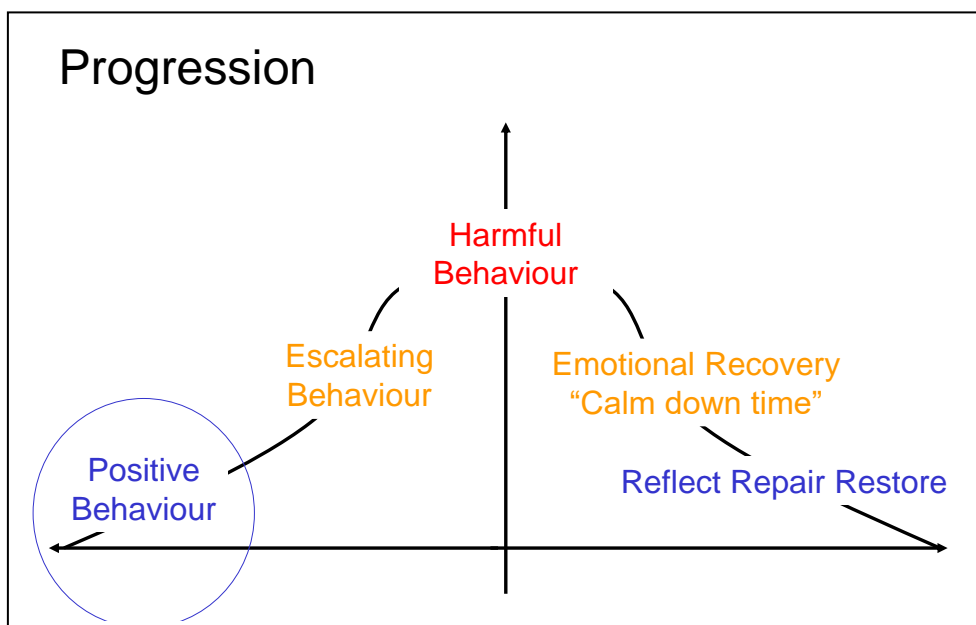 Progression
Harmful
Behaviour
Escalating
Behaviour
Emotional Recovery
“Calm down time”
Positive
Behaviour
Reflect Repair Restore